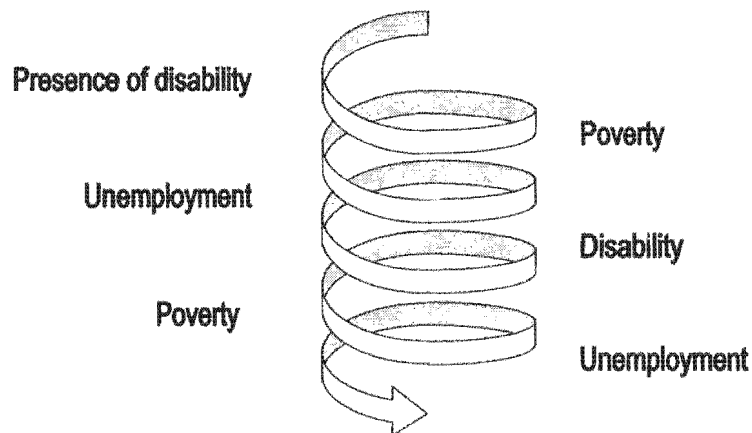 Presence of disability
Poverty
Unemployment
Disability
Poverty
Unemployment